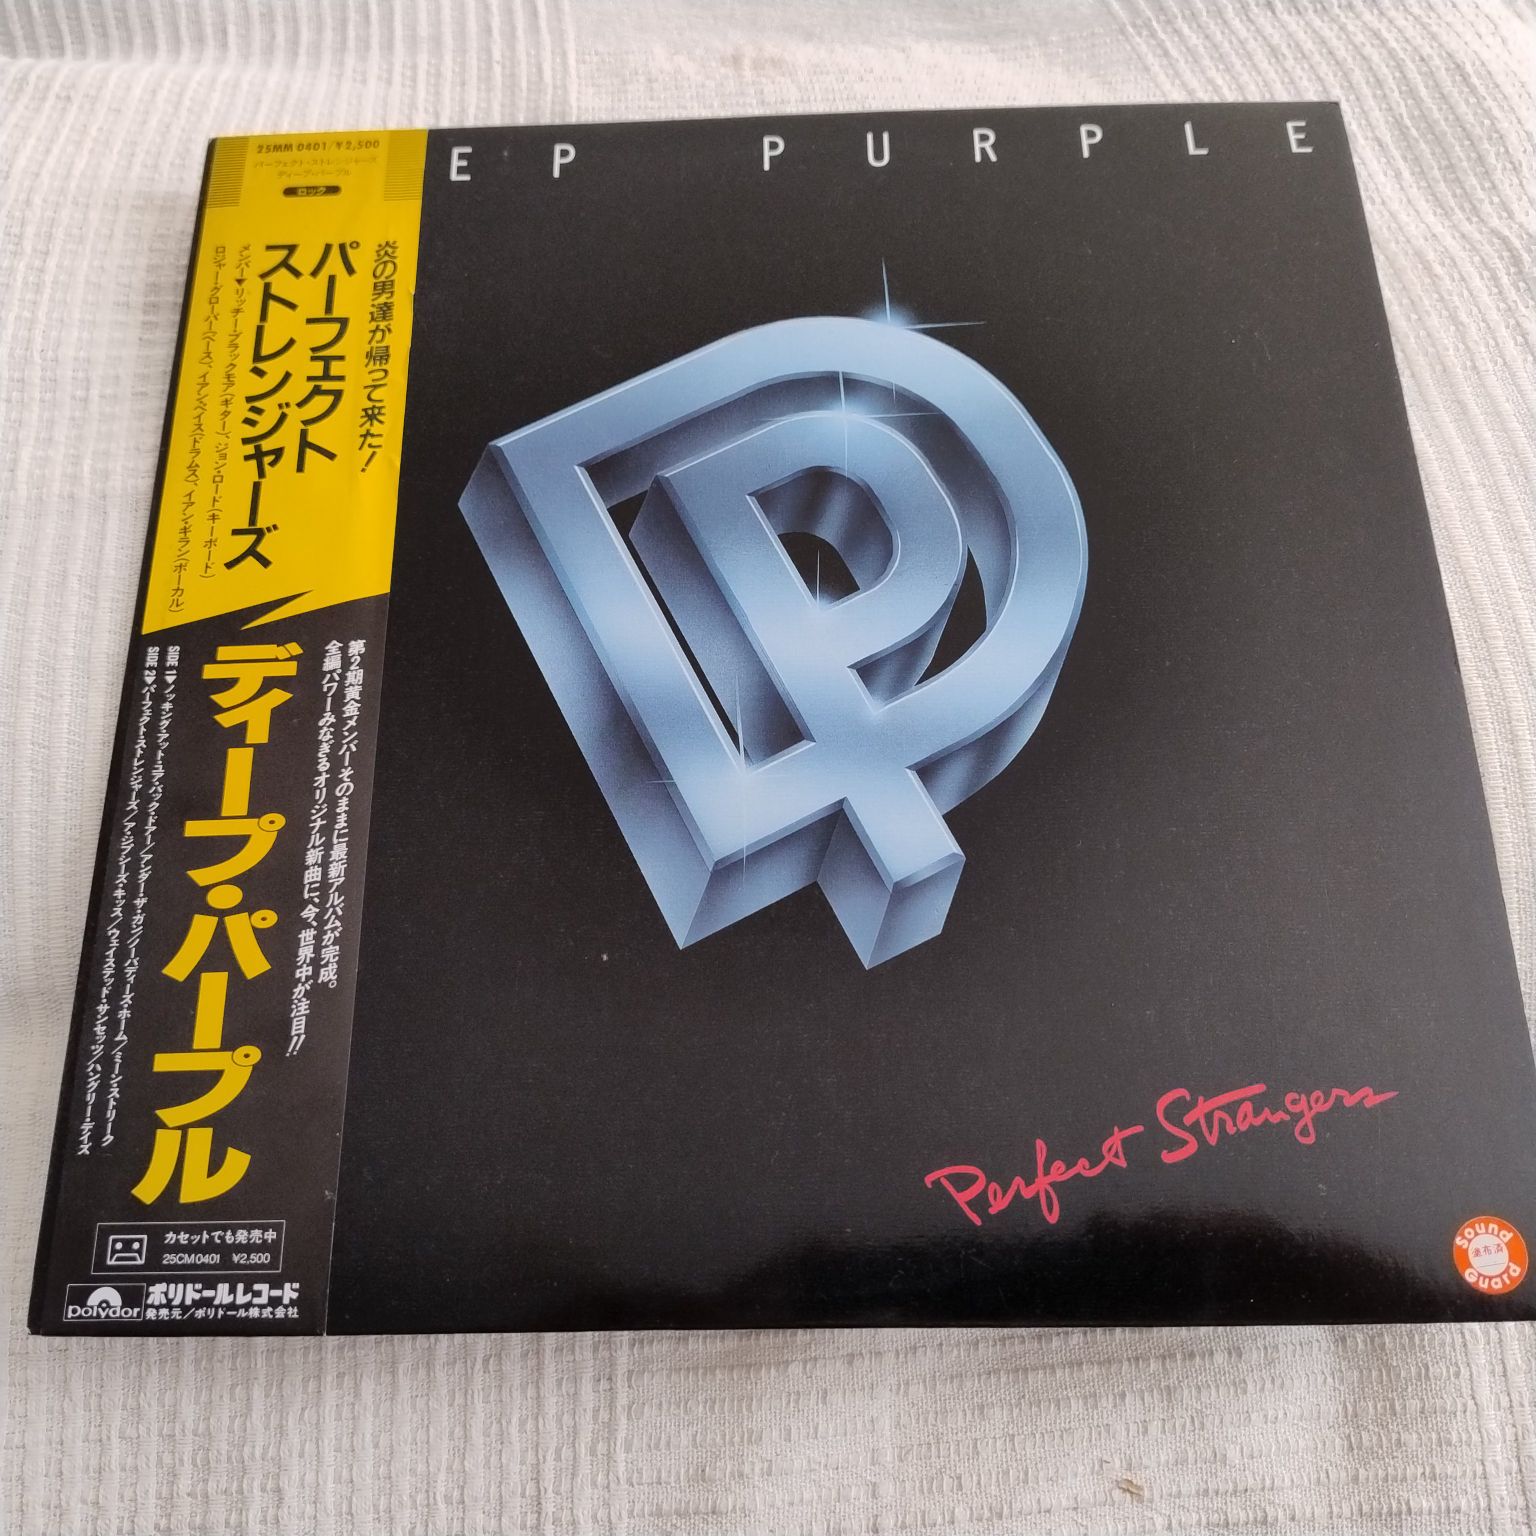 25MM 0401/¥2,500
パーフェクト・ストレンジャーズ
ディープ・パープル
ロック
炎の男達が帰って来た!
パーフェクト
ストレンジャーズ
メンバー▼リッチー・ブラックモア(ギター)、ジョン・ロード(キーボード)
ロジャー・グローバー(ベース)、イアン・ペイス(ドラムス)、イアン・ギラン(ボーカル)
第2期黄金メンバーそのままに最新アルバムが完成。
全編パワーみなぎるオリジナル新曲に、今、世界中が注目!!
ディープ・パープル
SIDE 1▶ノッキング・アット・ユア・バック・ドアー/アンダー・ザ・ガン/ノーバディーズ・ホーム/ミーン・ストリーク
SIDE 2▶パーフェクト・ストレンジャーズ/ア・ジプシーズ・キッス/ウェイステッド・サンセッツ/ハングリー・デイズ
カセットでも発売中
25CM0401 ¥2,500
polydor
ポリドールレコード
発売元/ポリドール株式会社
EP PURPLE
Perfect Strangers
Sound
塗布済
Guard